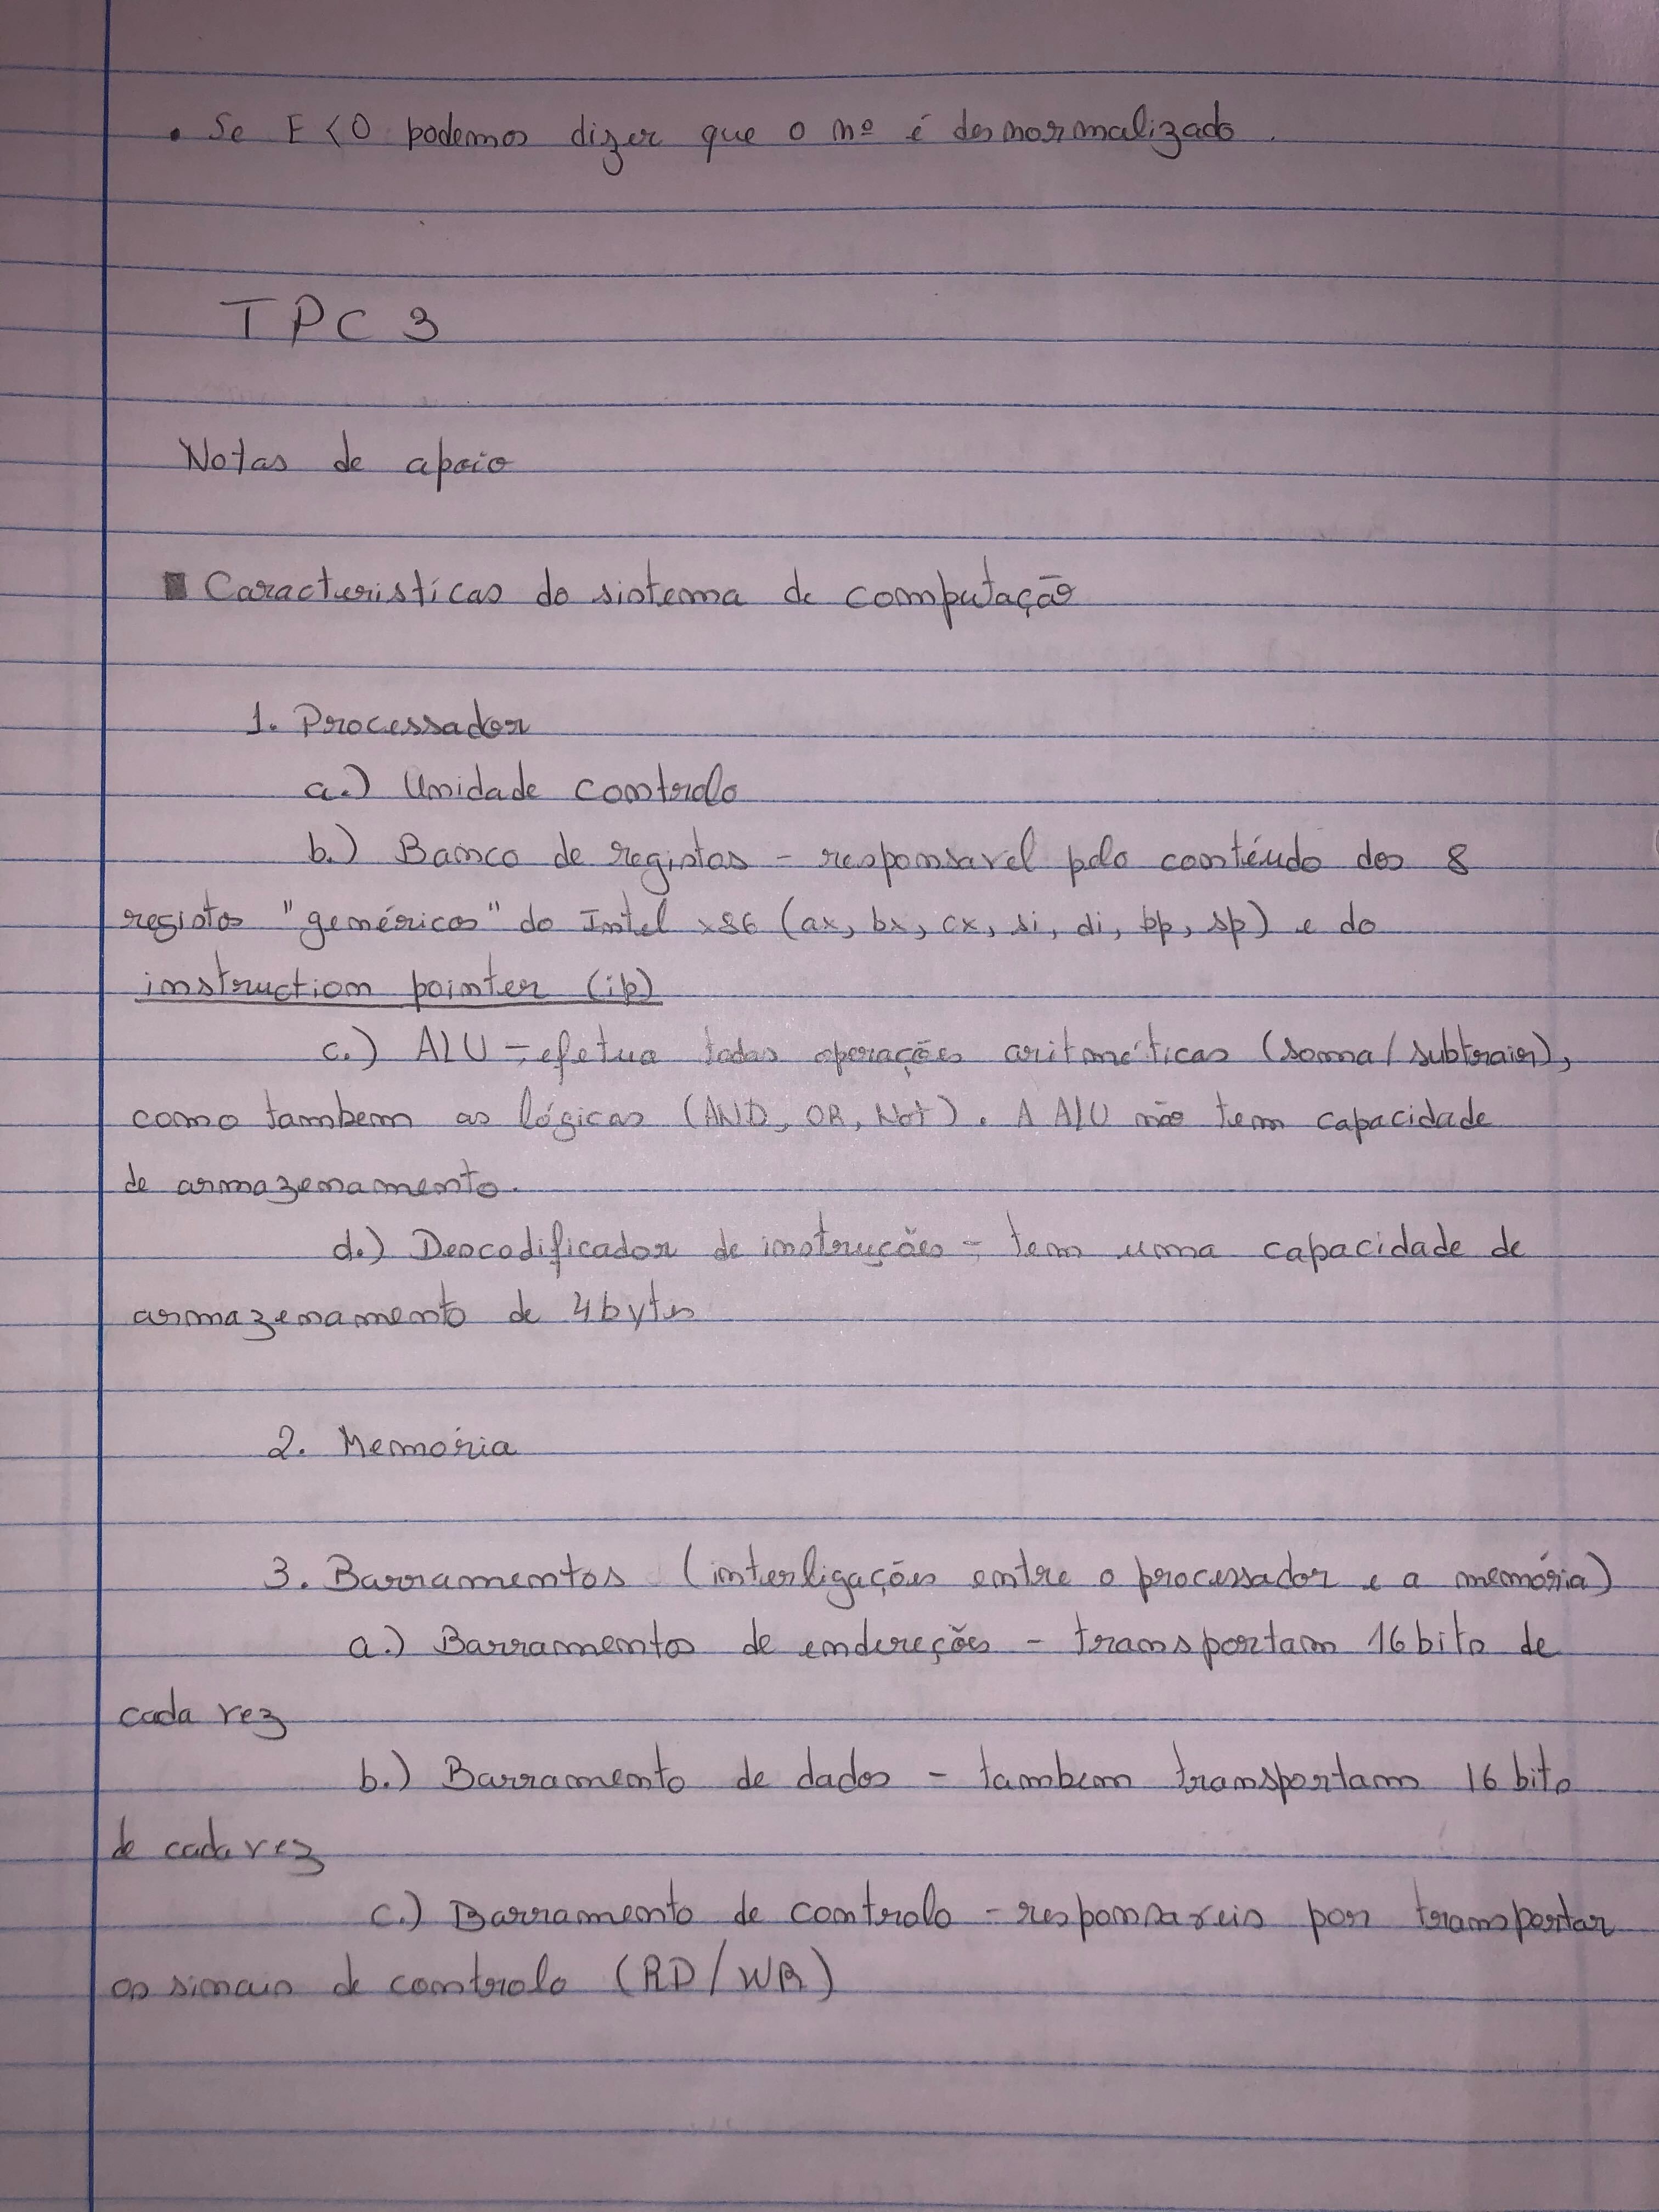 • Se E<0 podemos dizer que o nº é desnormalizado.
TPC 3
Notas de apoio
Caracteristícas do sistema de computação
1. Processador
a.) Unidade controlo
b.) Banco de registos - responsavel pelo contéudo dos 8
registos "genéricos" do Intel x86 (ax, bx, cx, si, di, bp, sp) e do
instruction pointer (ip)
c.) ALU - efetua todas operações aritméticas (soma/subtrair),
como tambem as lógicas (AND, OR, Not). A ALU não tem capacidade
de armazenamento.
d.) Descodificador de instruções - tem uma capacidade de
armazenamento de 4 bytes
2. Memória
3. Barramentos (interligações entre o processador e a memória)
a.) Barramentos de endereções - transportam 16 bits de
cada vez
b.) Barramento de dados - tambem transportam 16 bits
de cada vez
c.) Barramento de controlo - responsaveis por transportar
os sinais de controlo (RD/WR)